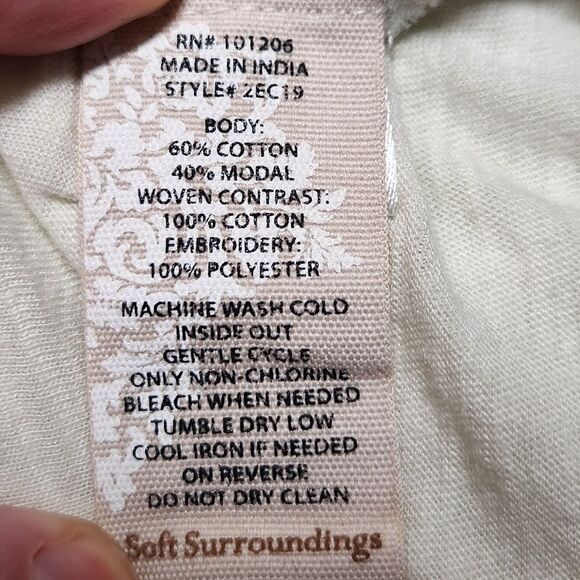 RN# 101206
MADE IN INDIA
STYLE# 2EC19
BODY:
60% COTTON
40% MODAL
WOVEN CONTRAST:
100% COTTON
EMBROIDERY:
100% POLYESTER
MACHINE WASH COLD
INSIDE OUT
GENTLE CYCLE
ONLY NON-CHLORINE
BLEACH WHEN NEEDED
TUMBLE DRY LOW
COOL IRON IF NEEDED
ON REVERSE
DO NOT DRY CLEAN
Soft Surroundings